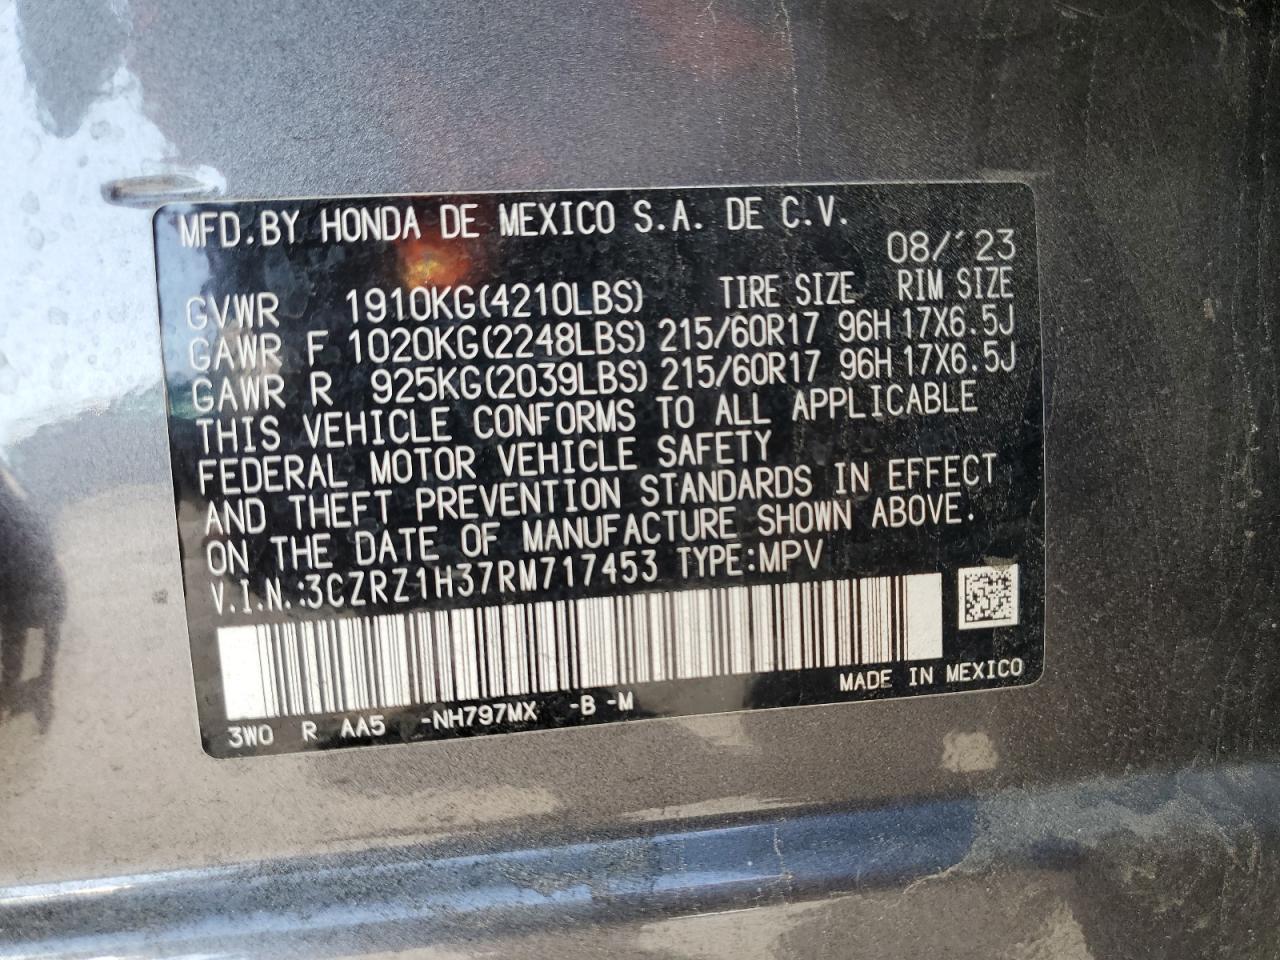 MFD.BY HONDA DE MEXICO S.A. DE C.V.
08/'23
GVWR 1910KG(4210LBS) TIRE SIZE RIM SIZE
GAWR F 1020KG(2248LBS) 215/60R17 96H 17X6.5J
GAWR R 925KG(2039LBS) 215/60R17 96H 17X6.5J
THIS VEHICLE CONFORMS TO ALL APPLICABLE
FEDERAL MOTOR VEHICLE SAFETY
AND THEFT PREVENTION STANDARDS IN EFFECT
ON THE DATE OF MANUFACTURE SHOWN ABOVE.
V.I.N.:3CZRZ1H37RM717453 TYPE:MPV
MADE IN MEXICO
3W0 R AA5 -NH797MX -B -M